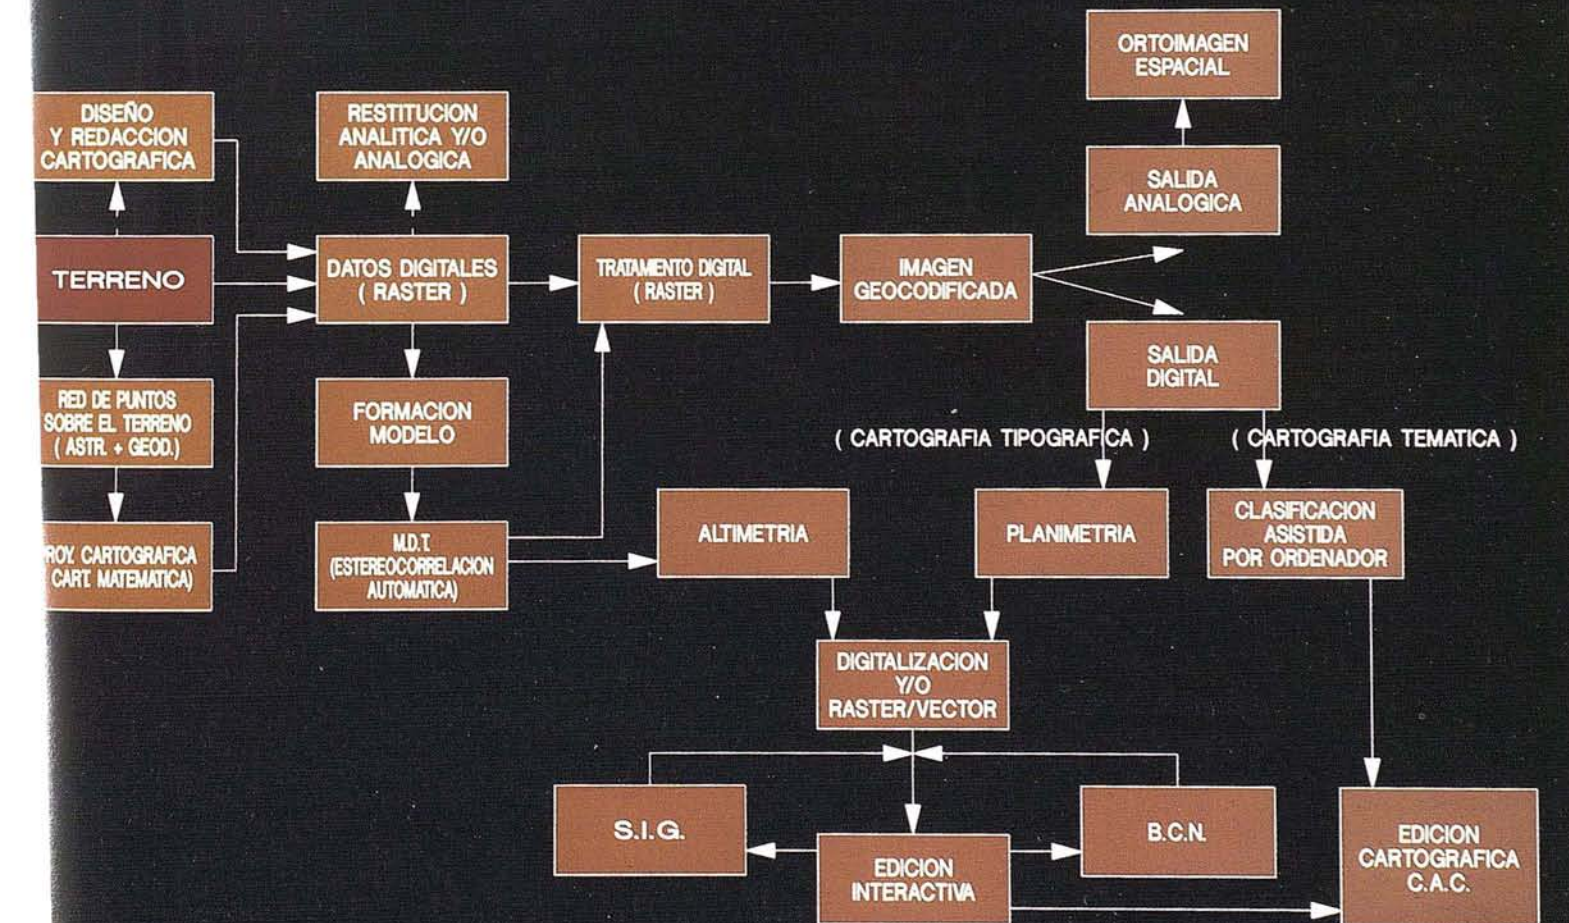 ORTOIMAGEN
ESPACIAL
DISEÑO
Y REDACCION
CARTOGRAFICA
RESTITUCION
ANALITICA Y/O
ANALOGICA
SALIDA
ANALOGICA
TERRENO
DATOS DIGITALES
( RASTER )
TRATAMIENTO DIGITAL
( RASTER )
IMAGEN
GEOCODIFICADA
SALIDA
DIGITAL
RED DE PUNTOS
SOBRE EL TERRENO
( ASTR. + GEOD.)
FORMACION
MODELO
( CARTOGRAFIA TIPOGRAFICA )
( CARTOGRAFIA TEMATICA )
ROY. CARTOGRAFICA
CART. MATEMATICA)
M.D.T.
(ESTEREOCORRELACION
AUTOMATICA)
ALTIMETRIA
PLANIMETRIA
CLASIFICACION
ASISTIDA
POR ORDENADOR
DIGITALIZACION
Y/O
RASTER/VECTOR
S.I.G.
EDICION
INTERACTIVA
B.C.N.
EDICION
CARTOGRAFICA
C.A.C.